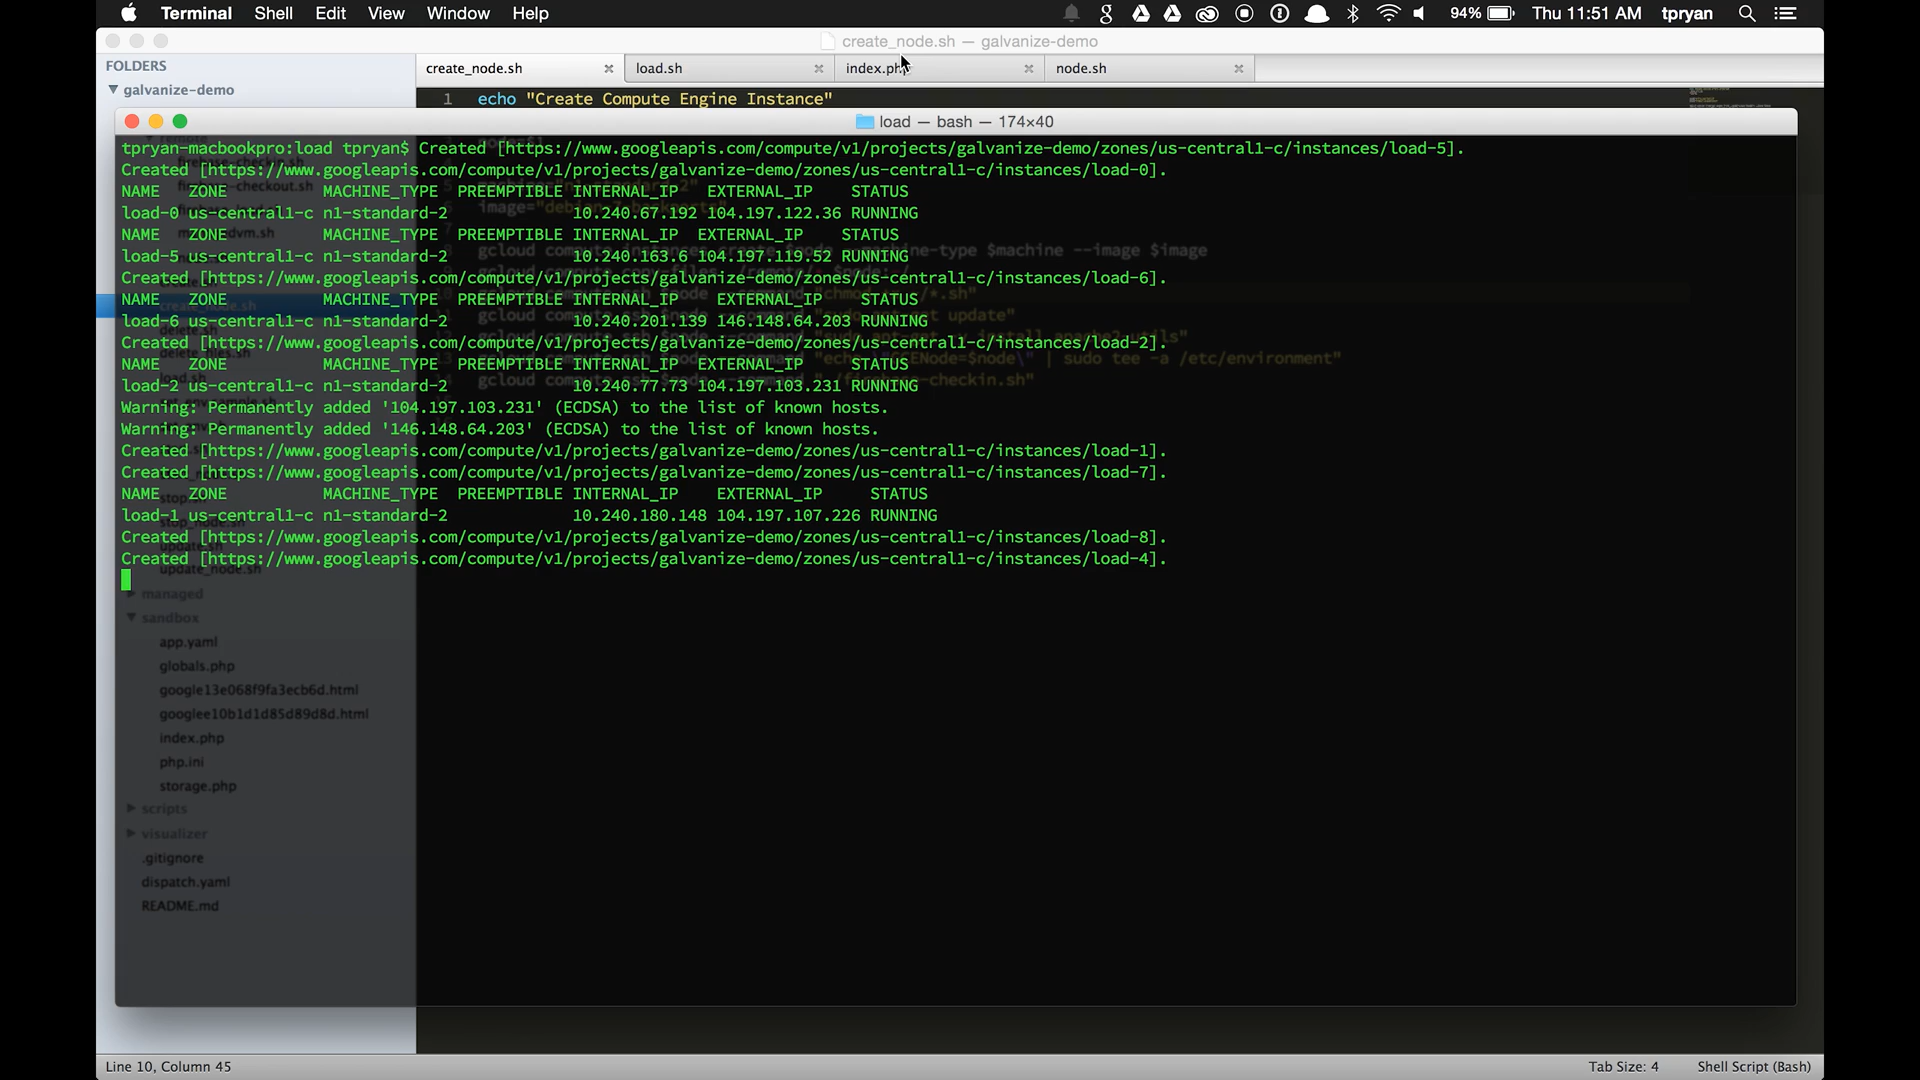 Terminal Shell Edit View Window Help 94% Thu 11:51 AM tpryan
create_node.sh — galvanize-demo
FOLDERS
galvanize-demo
create_node.sh load.sh index.php node.sh
1 echo "Create Compute Engine Instance"
load — bash — 174×40
tpryan-macbookpro:load tpryan$ Created [https://www.googleapis.com/compute/v1/projects/galvanize-demo/zones/us-central1-c/instances/load-5].
Created [https://www.googleapis.com/compute/v1/projects/galvanize-demo/zones/us-central1-c/instances/load-0].
NAME ZONE MACHINE_TYPE PREEMPTIBLE INTERNAL_IP EXTERNAL_IP STATUS
load-0 us-central1-c n1-standard-2 10.240.67.192 104.197.122.36 RUNNING
NAME ZONE MACHINE_TYPE PREEMPTIBLE INTERNAL_IP EXTERNAL_IP STATUS
load-5 us-central1-c n1-standard-2 10.240.163.6 104.197.119.52 RUNNING
Created [https://www.googleapis.com/compute/v1/projects/galvanize-demo/zones/us-central1-c/instances/load-6].
NAME ZONE MACHINE_TYPE PREEMPTIBLE INTERNAL_IP EXTERNAL_IP STATUS
load-6 us-central1-c n1-standard-2 10.240.201.139 146.148.64.203 RUNNING
Created [https://www.googleapis.com/compute/v1/projects/galvanize-demo/zones/us-central1-c/instances/load-2].
NAME ZONE MACHINE_TYPE PREEMPTIBLE INTERNAL_IP EXTERNAL_IP STATUS
load-2 us-central1-c n1-standard-2 10.240.77.73 104.197.103.231 RUNNING
Warning: Permanently added '104.197.103.231' (ECDSA) to the list of known hosts.
Warning: Permanently added '146.148.64.203' (ECDSA) to the list of known hosts.
Created [https://www.googleapis.com/compute/v1/projects/galvanize-demo/zones/us-central1-c/instances/load-1].
Created [https://www.googleapis.com/compute/v1/projects/galvanize-demo/zones/us-central1-c/instances/load-7].
NAME ZONE MACHINE_TYPE PREEMPTIBLE INTERNAL_IP EXTERNAL_IP STATUS
load-1 us-central1-c n1-standard-2 10.240.180.148 104.197.107.226 RUNNING
Created [https://www.googleapis.com/compute/v1/projects/galvanize-demo/zones/us-central1-c/instances/load-8].
Created [https://www.googleapis.com/compute/v1/projects/galvanize-demo/zones/us-central1-c/instances/load-4].
update_node.sh
managed
sandbox
app.yaml
globals.php
google13e068f9fa3ecb6d.html
googlee10b1d1d85d89d8d.html
index.php
php.ini
storage.php
scripts
visualizer
.gitignore
dispatch.yaml
README.md
Line 10, Column 45 Tab Size: 4 Shell Script (Bash)